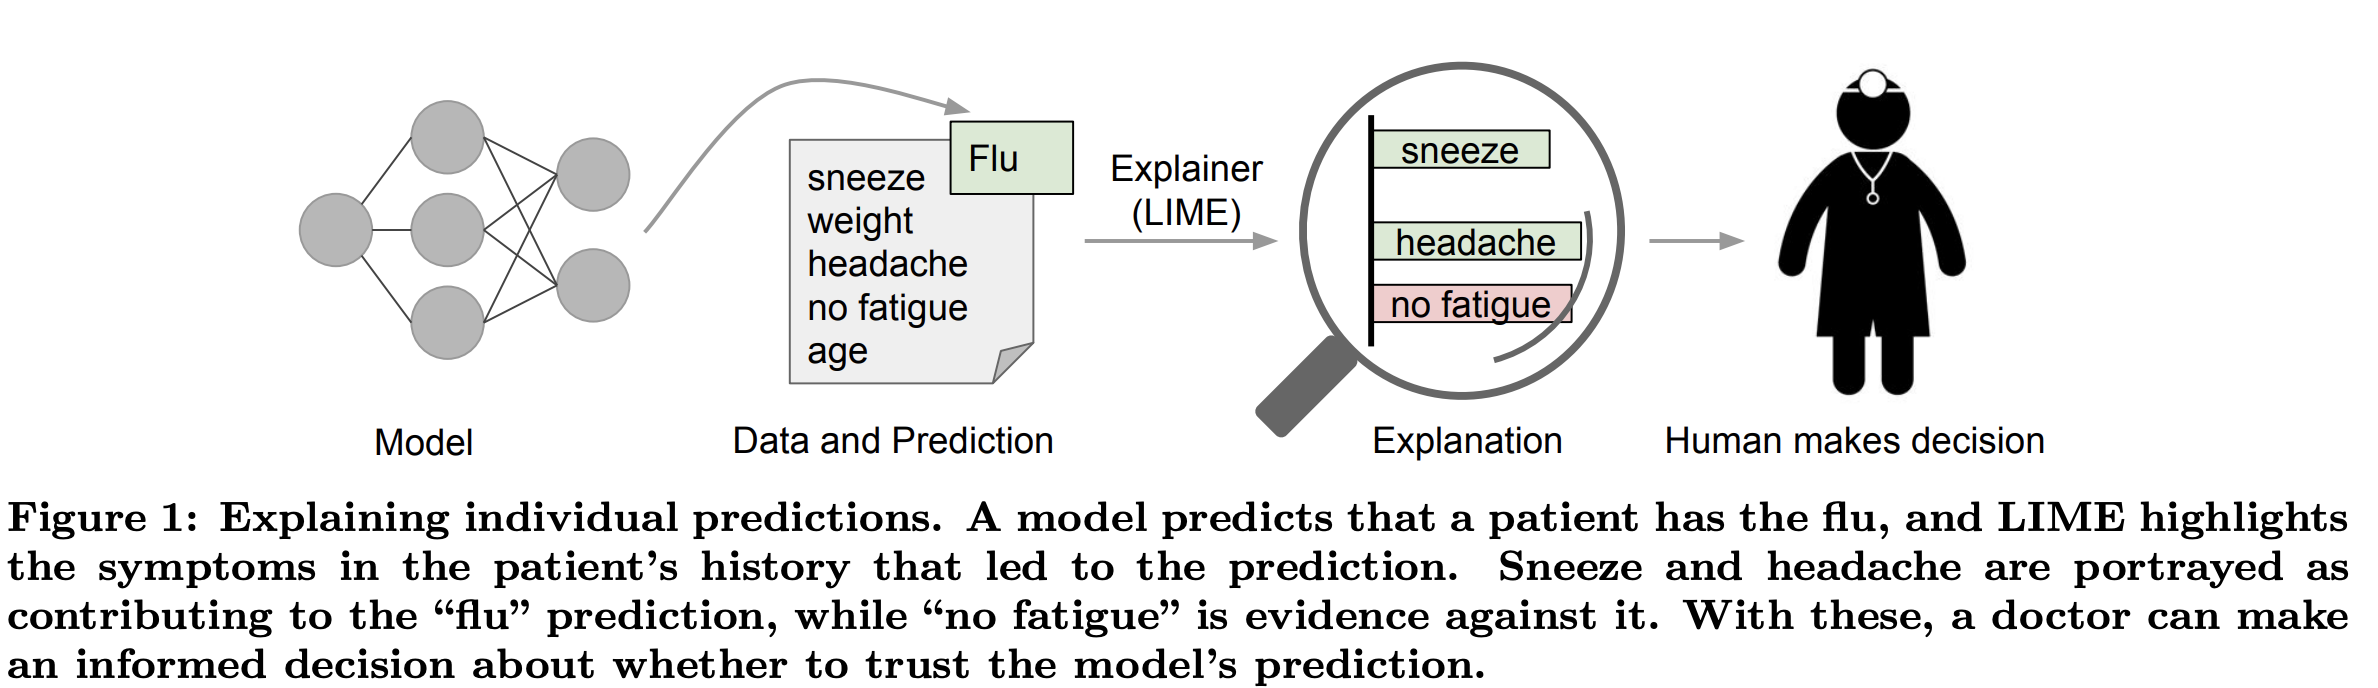 Flu
sneeze
weight
headache
no fatigue
age
Explainer
(LIME)
sneeze
headache
no fatigue
Model
Data and Prediction
Explanation
Human makes decision
Figure 1: Explaining individual predictions. A model predicts that a patient has the flu, and LIME highlights
the symptoms in the patient's history that led to the prediction. Sneeze and headache are portrayed as
contributing to the “flu” prediction, while “no fatigue” is evidence against it. With these, a doctor can make
an informed decision about whether to trust the model's prediction.